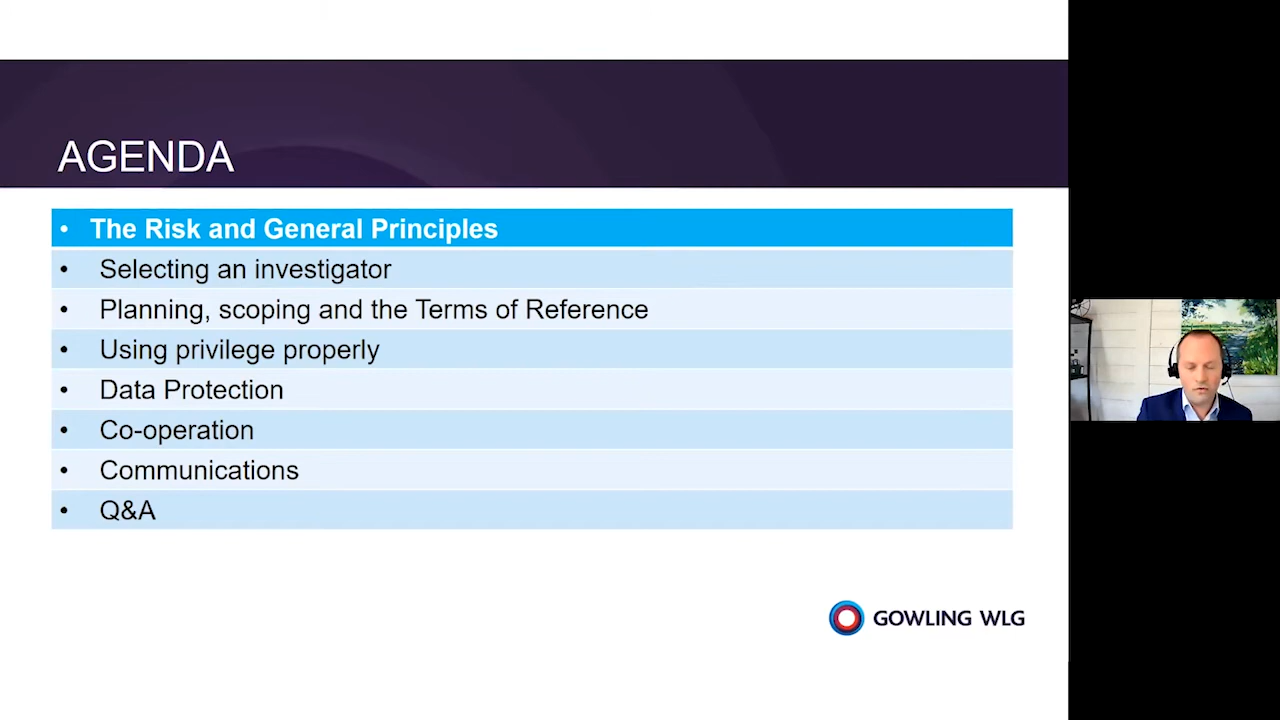 AGENDA
• The Risk and General Principles
• Selecting an investigator
• Planning, scoping and the Terms of Reference
• Using privilege properly
• Data Protection
• Co-operation
• Communications
• Q&A
GOWLING WLG